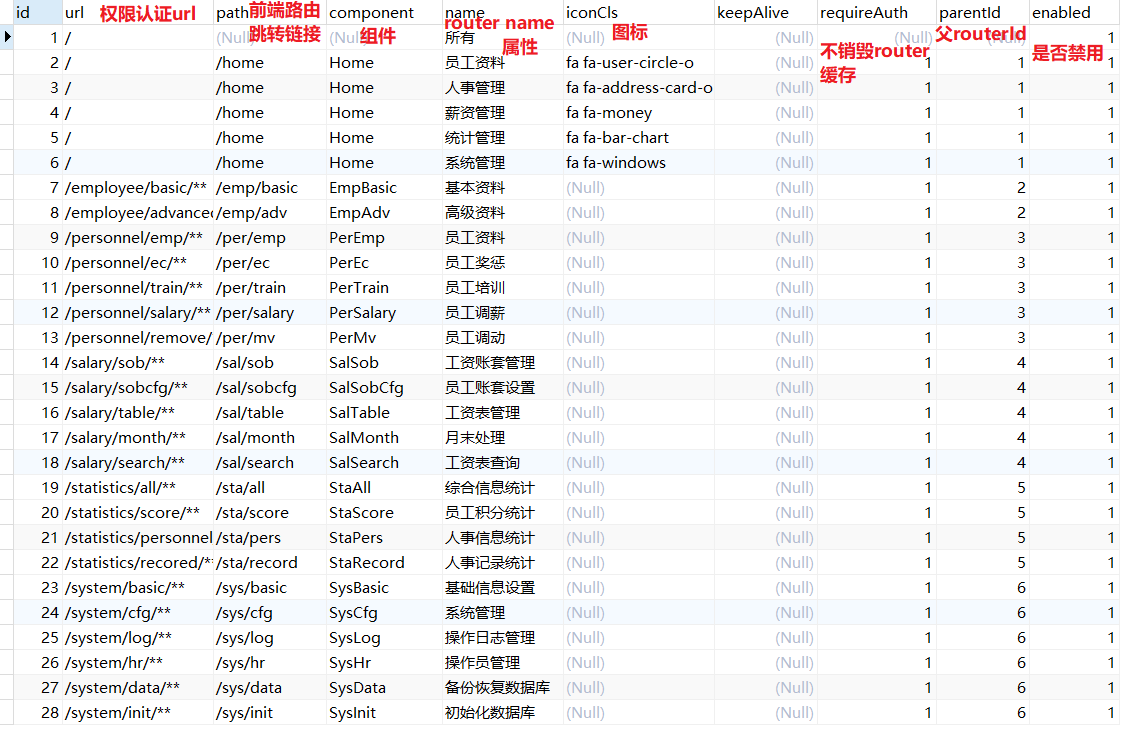 id url 权限认证url path 前端路由 component name iconCls keepAlive requireAuth parentId enabled
跳转链接 组件 router name 属性 图标 不销毁router 缓存 父routerId 是否禁用
1 / (Null) (Null) 所有 (Null) (Null) (Null) (Null) 1
2 / /home Home 员工资料 fa fa-user-circle-o (Null) 1 1 1
3 / /home Home 人事管理 fa fa-address-card-o (Null) 1 1 1
4 / /home Home 薪资管理 fa fa-money (Null) 1 1 1
5 / /home Home 统计管理 fa fa-bar-chart (Null) 1 1 1
6 / /home Home 系统管理 fa fa-windows (Null) 1 1 1
7 /employee/basic/** /emp/basic EmpBasic 基本资料 (Null) (Null) 1 2 1
8 /employee/advanced /emp/adv EmpAdv 高级资料 (Null) (Null) 1 2 1
9 /personnel/emp/** /per/emp PerEmp 员工资料 (Null) (Null) 1 3 1
10 /personnel/ec/** /per/ec PerEc 员工奖惩 (Null) (Null) 1 3 1
11 /personnel/train/** /per/train PerTrain 员工培训 (Null) (Null) 1 3 1
12 /personnel/salary/** /per/salary PerSalary 员工调薪 (Null) (Null) 1 3 1
13 /personnel/remove/ /per/mv PerMv 员工调动 (Null) (Null) 1 3 1
14 /salary/sob/** /sal/sob SalSob 工资账套管理 (Null) (Null) 1 4 1
15 /salary/sobcfg/** /sal/sobcfg SalSobCfg 员工账套设置 (Null) (Null) 1 4 1
16 /salary/table/** /sal/table SalTable 工资表管理 (Null) (Null) 1 4 1
17 /salary/month/** /sal/month SalMonth 月末处理 (Null) (Null) 1 4 1
18 /salary/search/** /sal/search SalSearch 工资表查询 (Null) (Null) 1 4 1
19 /statistics/all/** /sta/all StaAll 综合信息统计 (Null) (Null) 1 5 1
20 /statistics/score/** /sta/score StaScore 员工积分统计 (Null) (Null) 1 5 1
21 /statistics/personnel /sta/pers StaPers 人事信息统计 (Null) (Null) 1 5 1
22 /statistics/recored/* /sta/record StaRecord 人事记录统计 (Null) (Null) 1 5 1
23 /system/basic/** /sys/basic SysBasic 基础信息设置 (Null) (Null) 1 6 1
24 /system/cfg/** /sys/cfg SysCfg 系统管理 (Null) (Null) 1 6 1
25 /system/log/** /sys/log SysLog 操作日志管理 (Null) (Null) 1 6 1
26 /system/hr/** /sys/hr SysHr 操作员管理 (Null) (Null) 1 6 1
27 /system/data/** /sys/data SysData 备份恢复数据库 (Null) (Null) 1 6 1
28 /system/init/** /sys/init SysInit 初始化数据库 (Null) (Null) 1 6 1